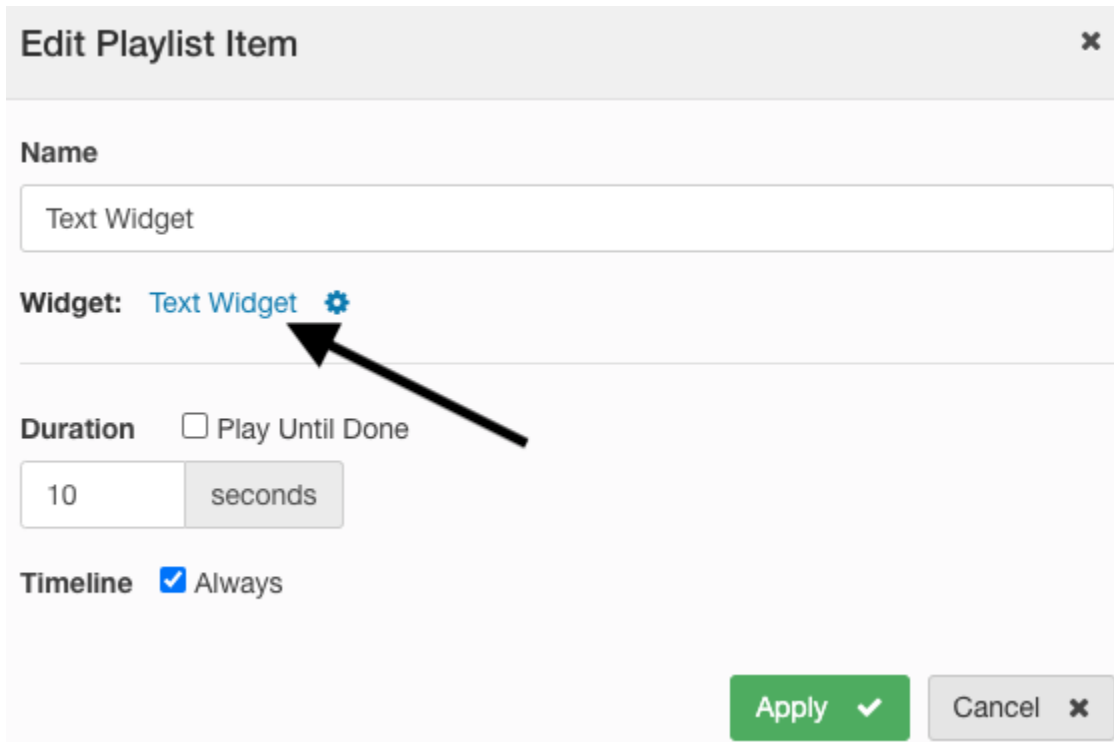 Edit Playlist Item
Name
Text Widget
Widget: Text Widget
Duration Play Until Done
10 seconds
Timeline Always
Apply Cancel